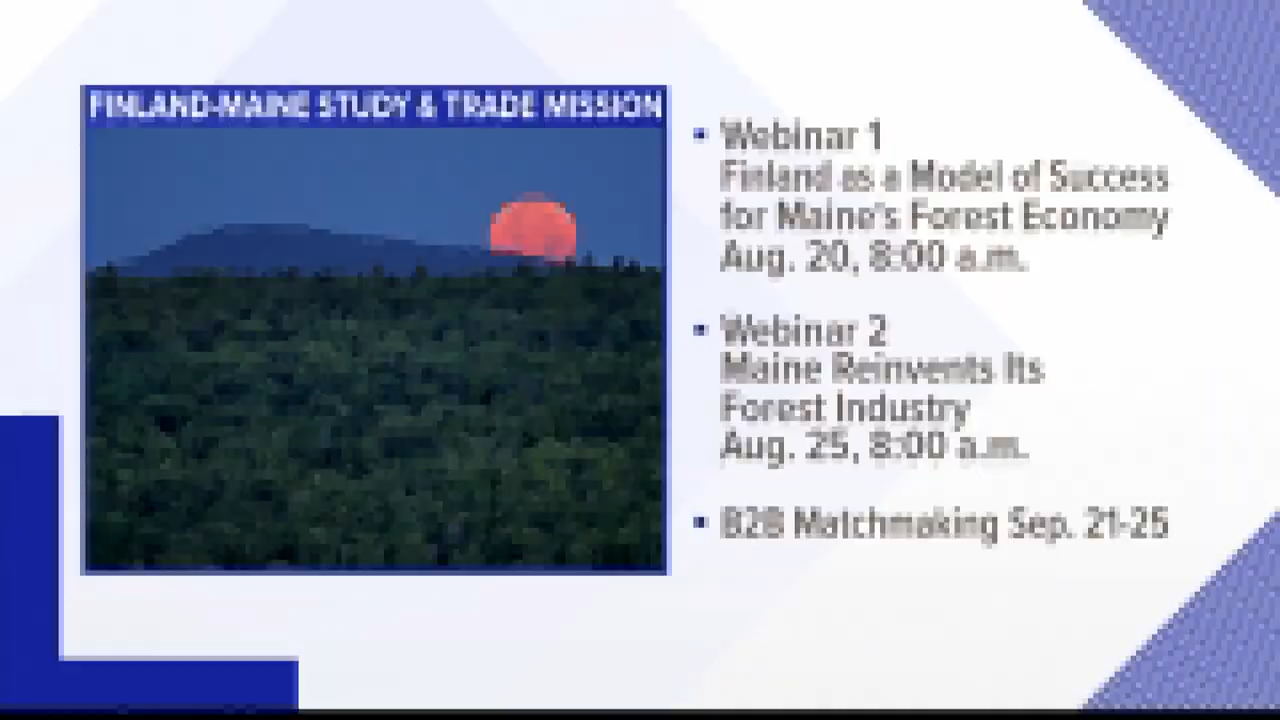 FINLAND-MAINE STUDY & TRADE MISSION
▪ Webinar 1
Finland as a Model of Success
for Maine's Forest Economy
Aug. 20, 8:00 a.m.
▪ Webinar 2
Maine Reinvents Its
Forest Industry
Aug. 25, 8:00 a.m.
▪ B2B Matchmaking Sep. 21-25